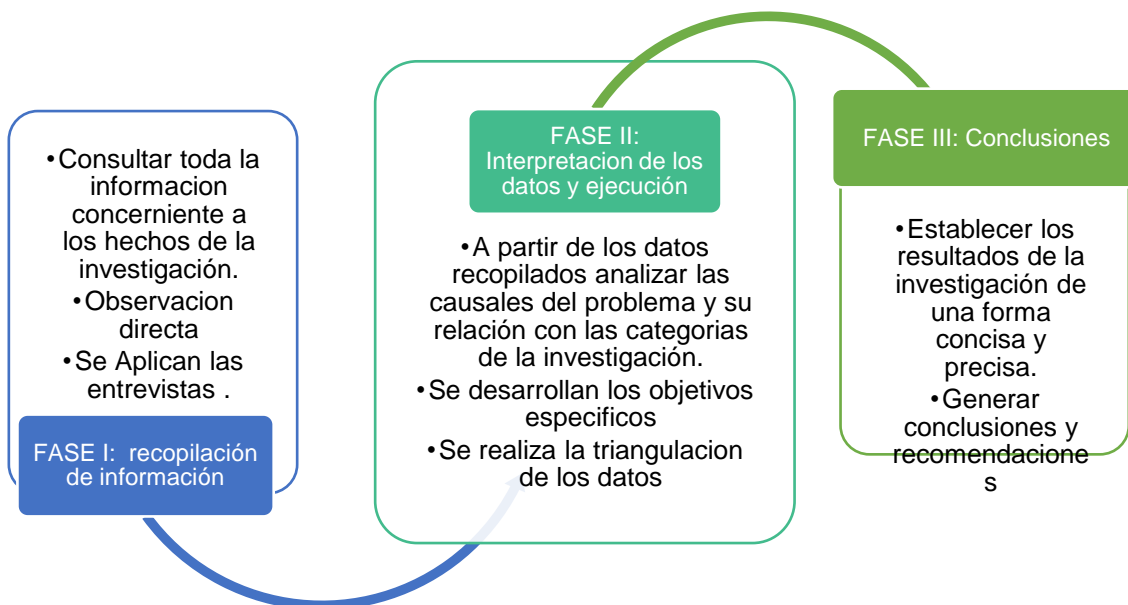 •Consultar toda la
informacion
concerniente a
los hechos de la
investigación.
•Observacion
directa
•Se Aplican las
entrevistas .
FASE I:  recopilación
de información
FASE II:
Interpretacion de los
datos y ejecución
•A partir de los datos
recopilados analizar las
causales del problema y su
relación con las categorias
de la investigación.
•Se desarrollan los objetivos
especificos
•Se realiza la triangulacion
de los datos
FASE III: Conclusiones
•Establecer los
resultados de la
investigación de
una forma
concisa y
precisa.
•Generar
conclusiones y
recomendacione
s